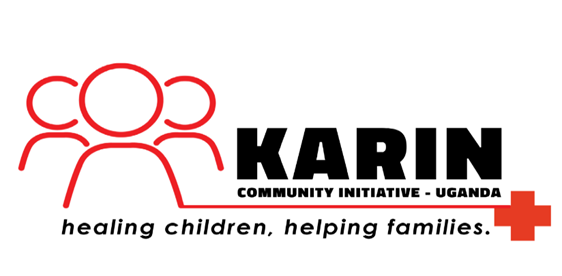 KARIN
COMMUNITY INITIATIVE - UGANDA
healing children, helping families.